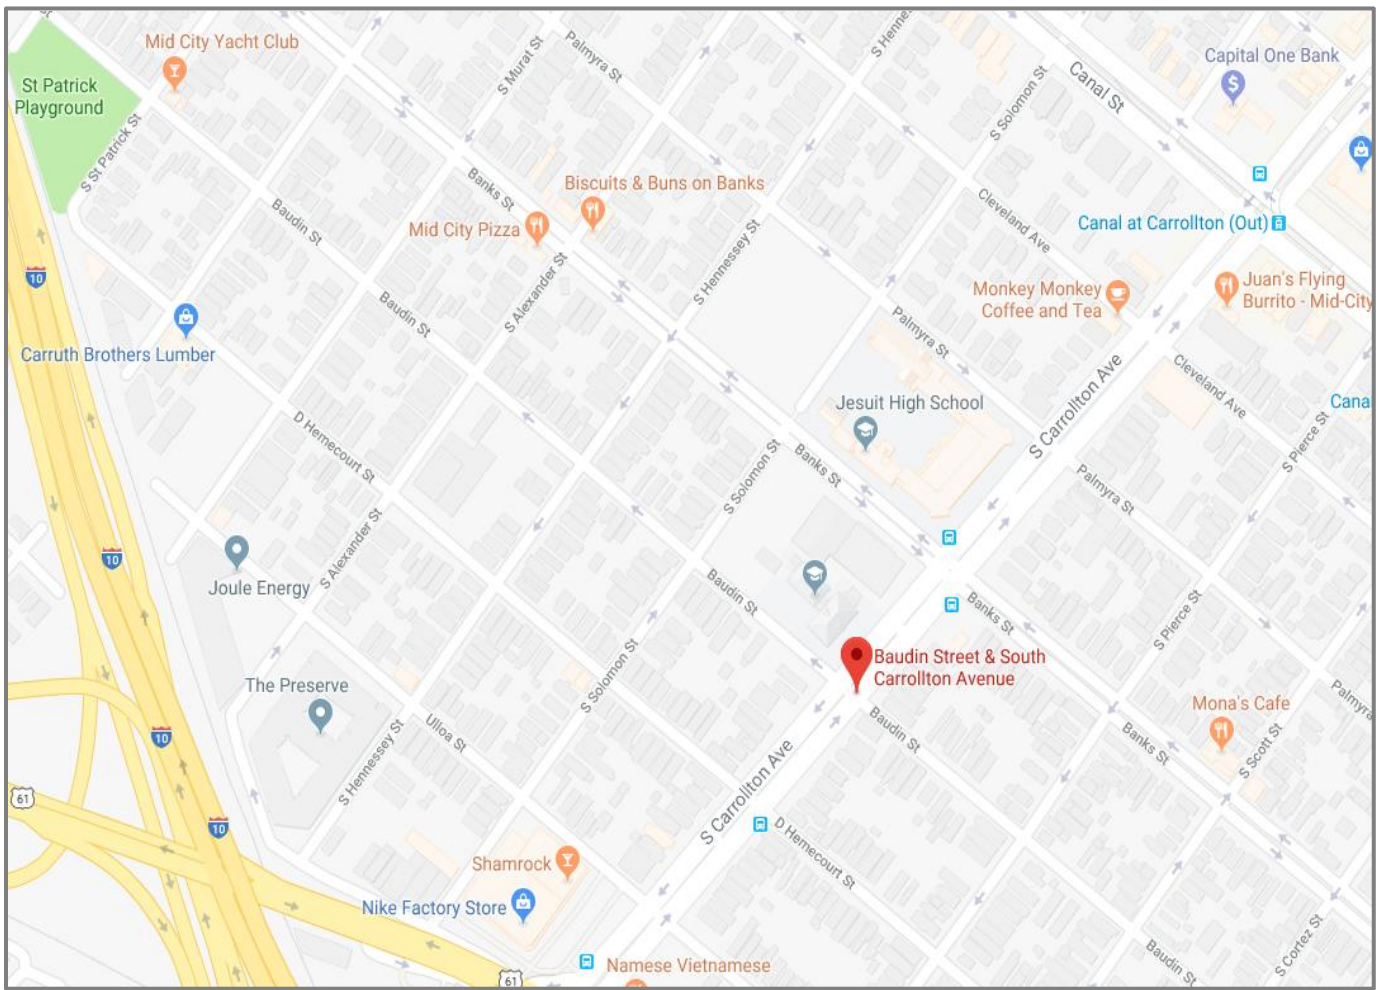 Mid City Yacht Club
St Patrick
Playground
S St Patrick St
S Murat St
Palmyra St
S Henne
S Solomon St
Canal St
Capital One Bank
$
Banks St
Biscuits & Buns on Banks
Mid City Pizza
Baudin St
S Alexander St
S Hennessey St
Cleveland Ave
Canal at Carrollton (Out)
Monkey Monkey
Coffee and Tea
Juan's Flying
Burrito - Mid-City
10
Carruth Brothers Lumber
Baudin St
Palmyra St
S Carrollton Ave
Cleveland Ave
Cana
S Pierce St
Jesuit High School
D Hemecourt St
S Solomon St
Banks St
Palmyra St
S Alexander St
10
Joule Energy
Baudin St
Banks St
S Pierce St
Baudin Street & South
Carrollton Avenue
The Preserve
S Solomon St
Palmyra
Mona's Cafe
10
Ulloa St
S Hennessey St
Baudin St
Banks St
S Scott St
61
10
S Carrollton Ave
D Hemecourt St
Shamrock
Nike Factory Store
Baudin St
S Cortez St
61
Namese Vietnamese